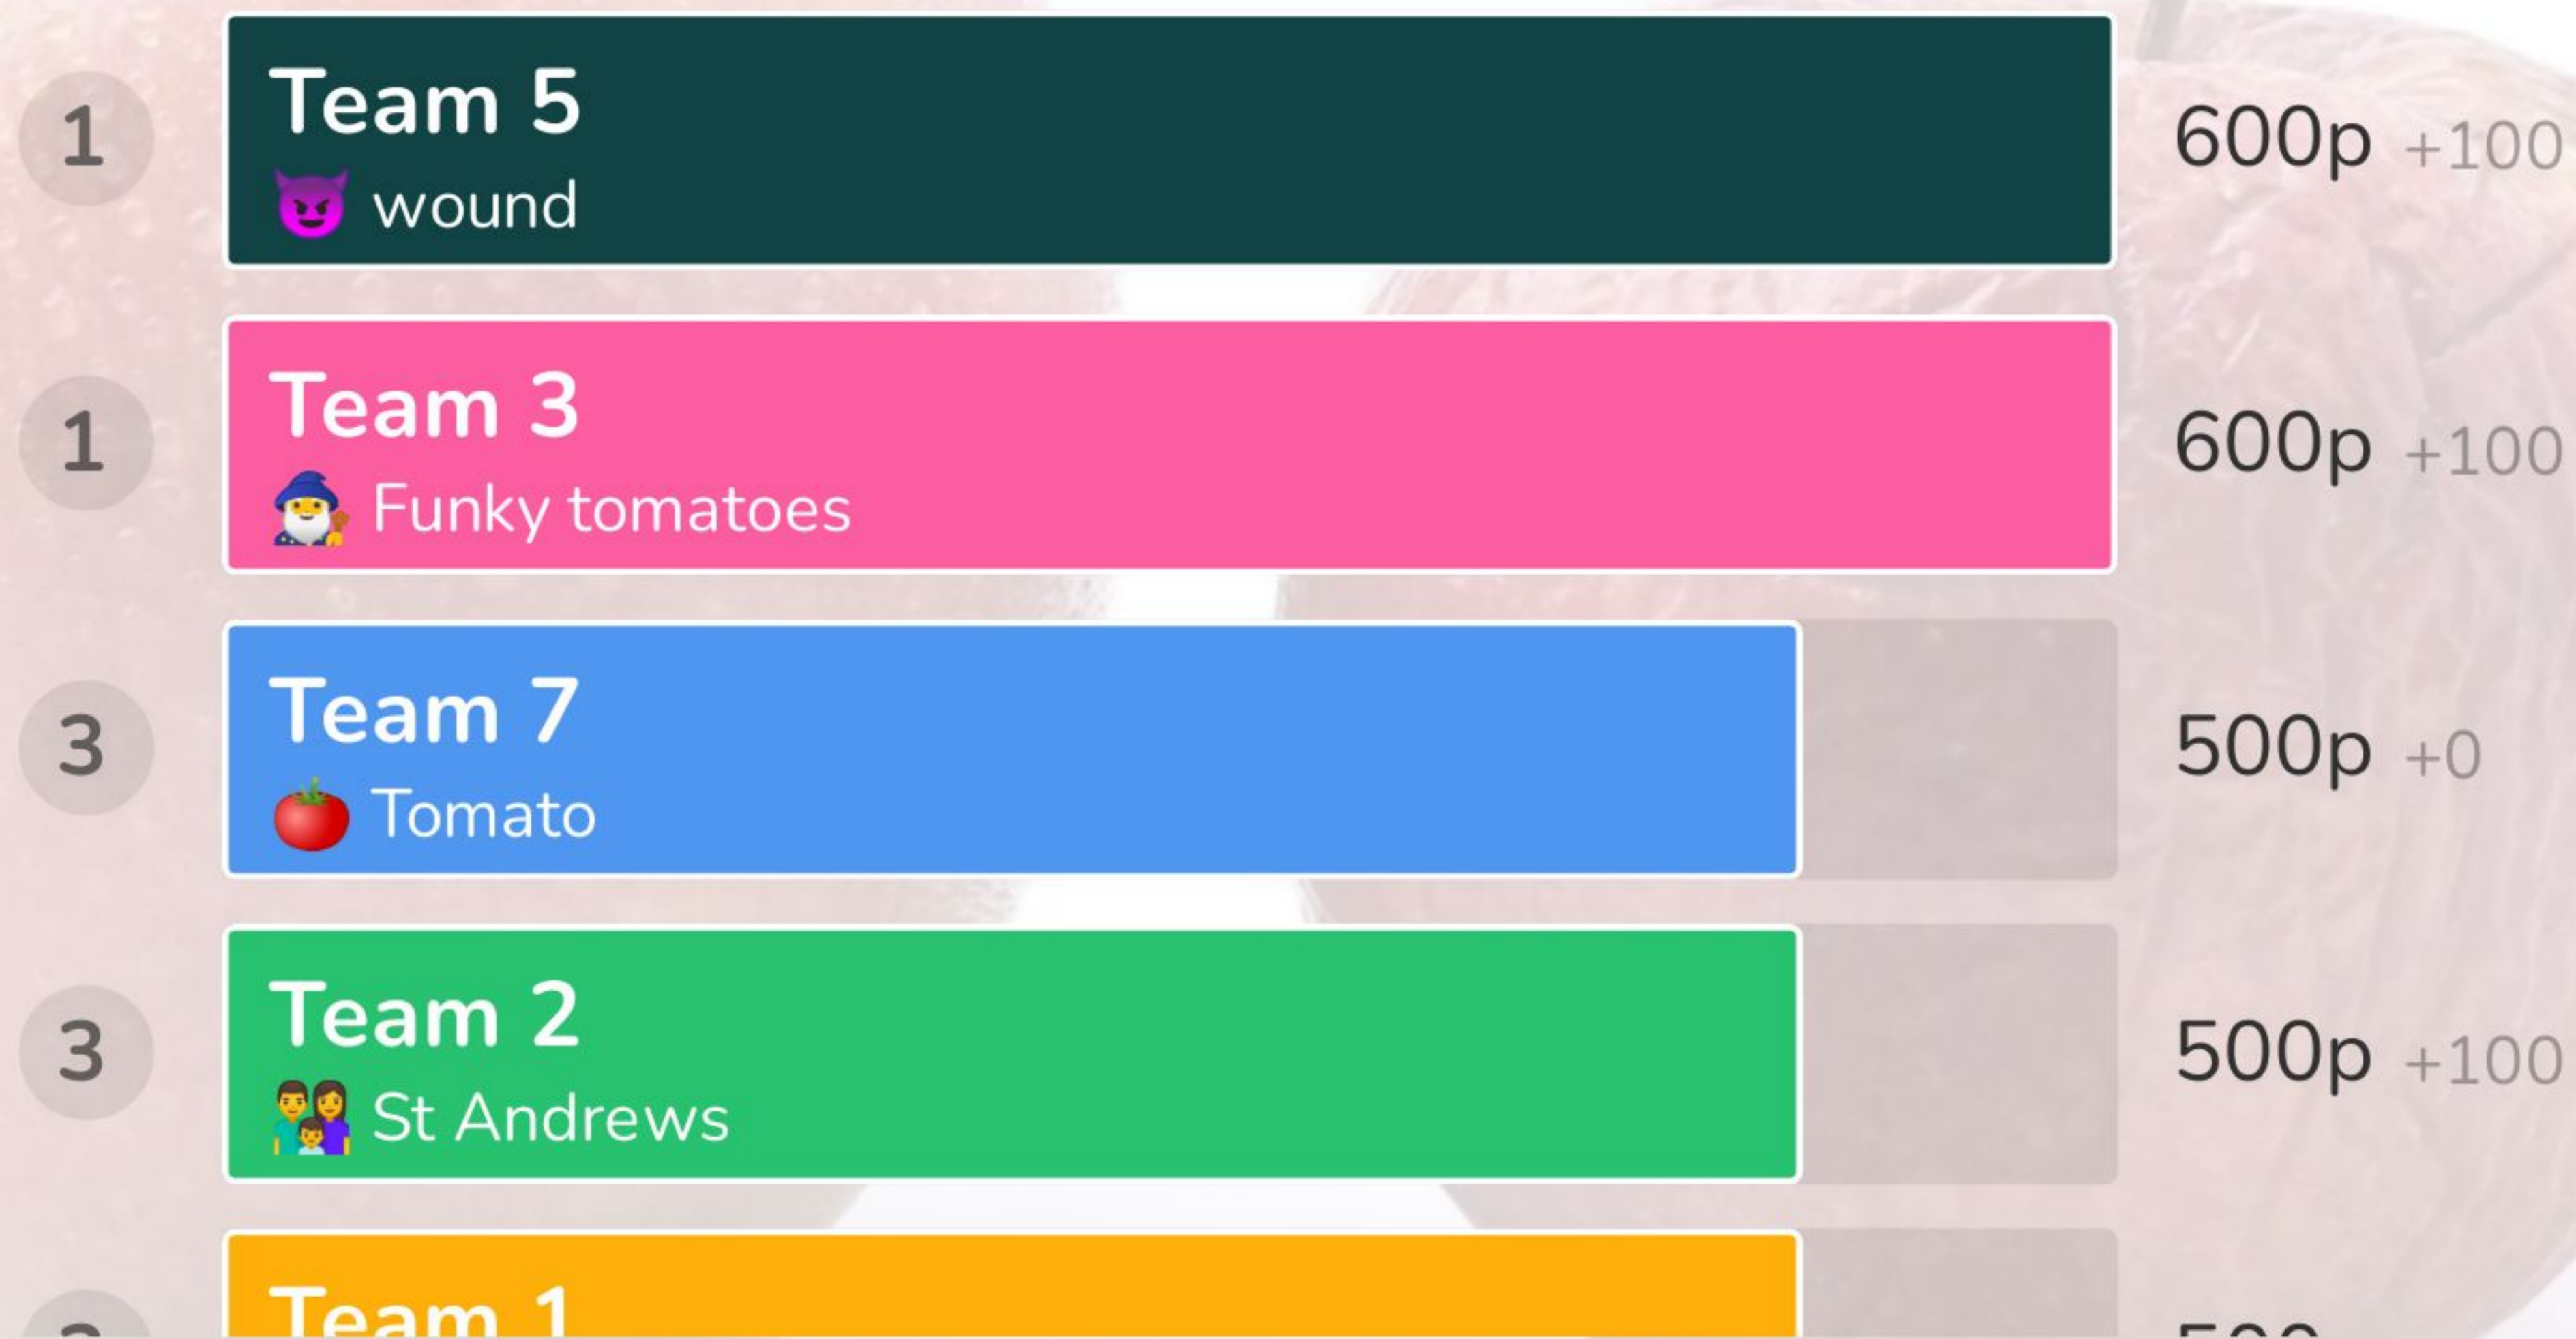 1
Team 5
wound
600p +100
1
Team 3
Funky tomatoes
600p +100
3
Team 7
Tomato
500p +0
3
Team 2
St Andrews
500p +100
Team 1